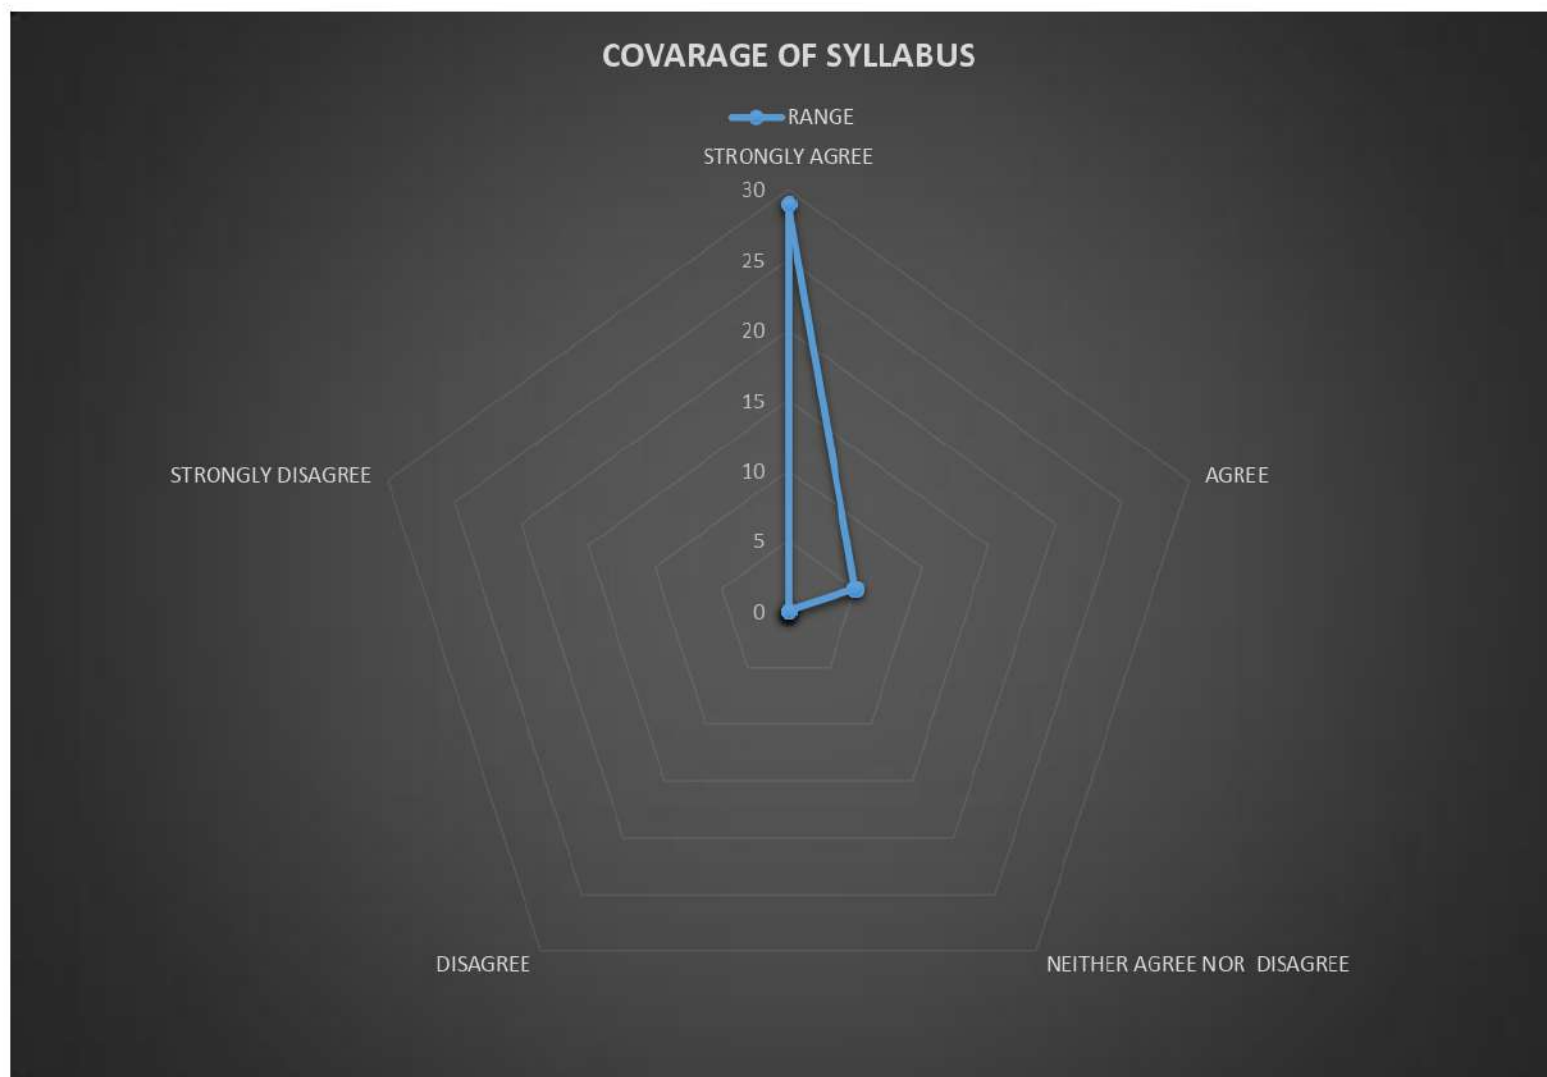 COVARAGE OF SYLLABUS
RANGE
STRONGLY AGREE
30
25
20
15
10
5
0
STRONGLY DISAGREE
AGREE
DISAGREE
NEITHER AGREE NOR  DISAGREE